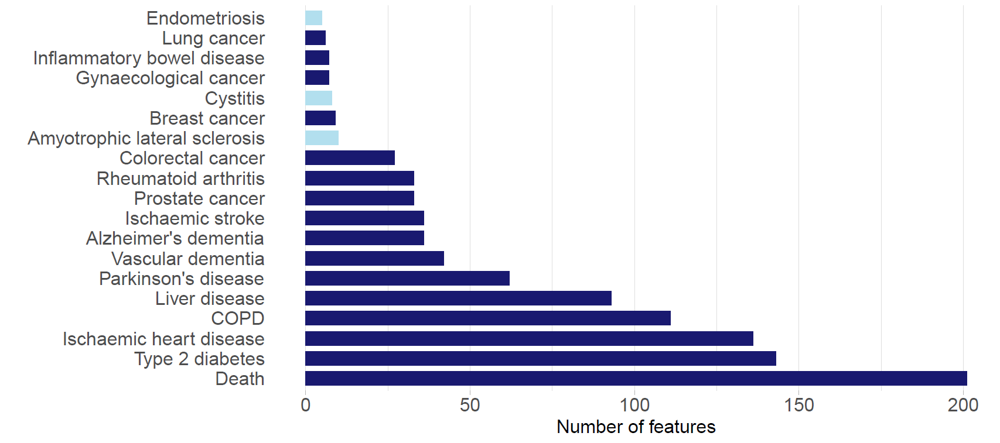 Endometriosis
Lung cancer
Inflammatory bowel disease
Gynaecological cancer
Cystitis
Breast cancer
Amyotrophic lateral sclerosis
Colorectal cancer
Rheumatoid arthritis
Prostate cancer
Ischaemic stroke
Alzheimer's dementia
Vascular dementia
Parkinson's disease
Liver disease
COPD
Ischaemic heart disease
Type 2 diabetes
Death
0 50 100 150 200
Number of features